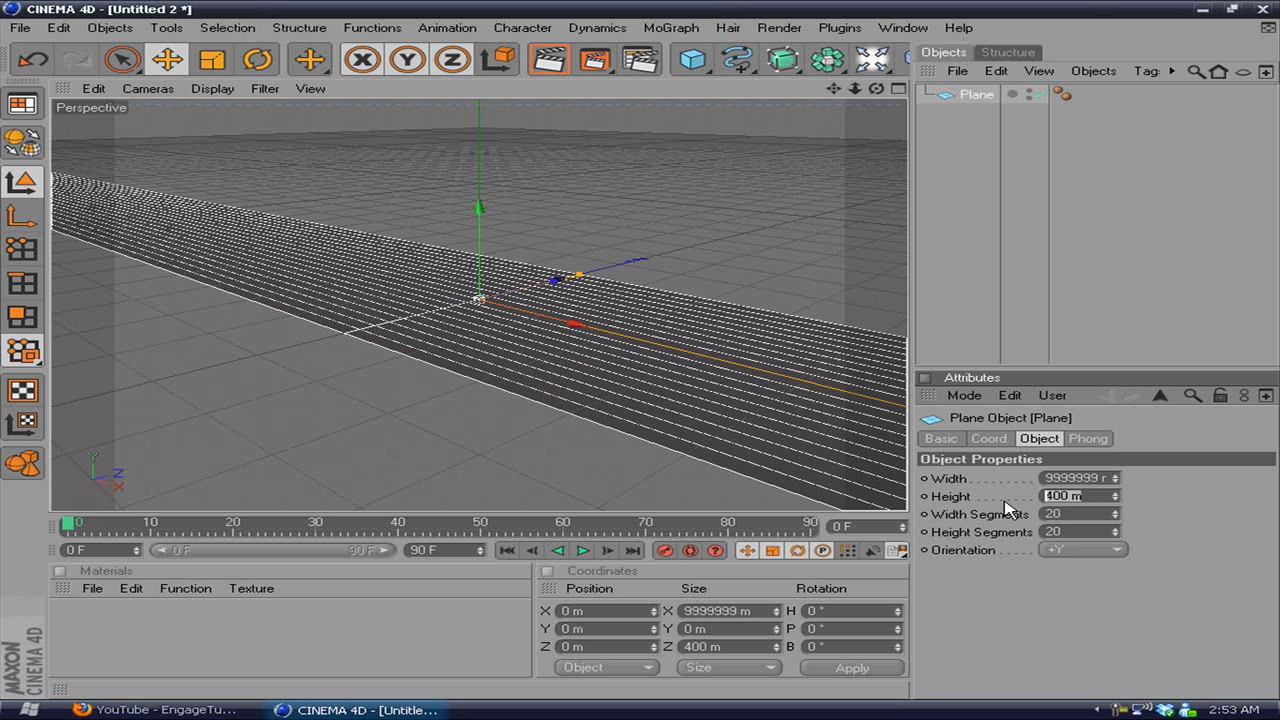 CINEMA 4D - [Untitled 2 *]
File Edit Objects Tools Selection Structure Functions Animation Character Dynamics MoGraph Hair Render Plugins Window Help
Objects Structure
File Edit View Objects Tag:
Plane
Edit Cameras Display Filter View
Perspective
Y
Z
X
0 10 20 30 40 50 60 70 80 90 0 F
0 F 0 F 90 F 90 F
Materials
File Edit Function Texture
Coordinates
Position Size Rotation
X 0 m X 9999999 m H 0 °
Y 0 m Y 0 m P 0 °
Z 0 m Z 400 m B 0 °
Object Size Apply
Attributes
Mode Edit User
Plane Object [Plane]
Basic Coord. Object Phong
Object Properties
Width . . . . . . . 9999999 r
Height . . . . . . . 400 m
Width Segments 20
Height Segments 20
Orientation . . . . . +Y
MAXON
CINEMA 4D
YouTube - EngageTu... CINEMA 4D - [Untitle... 2:53 AM